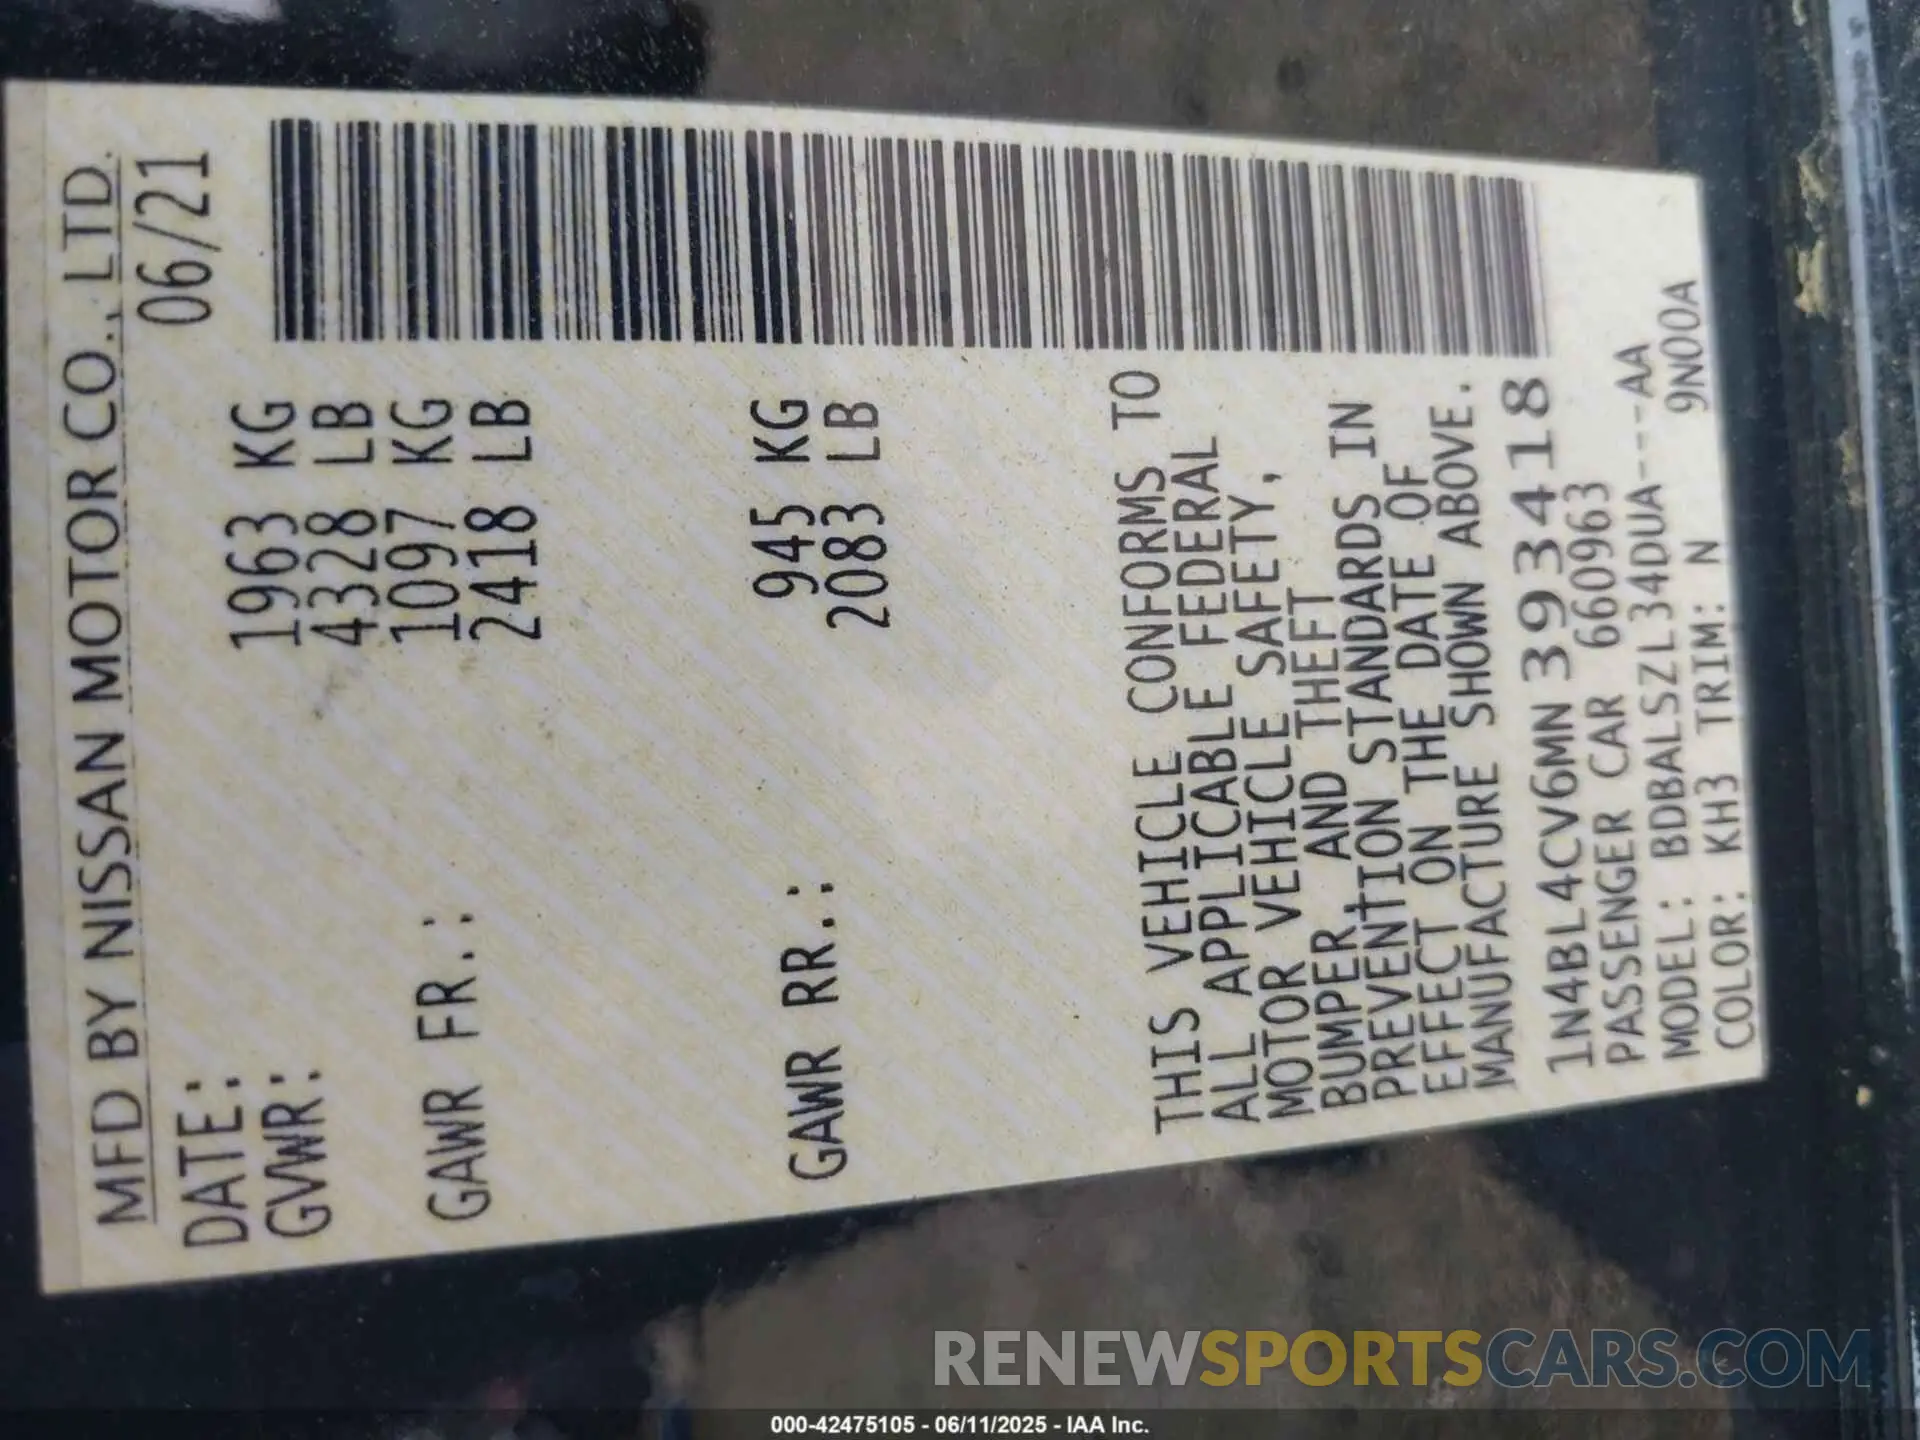 MFD BY NISSAN MOTOR CO., LTD.
DATE: 06/21
GVWR: 1963 KG
4328 LB
GAWR FR.: 1097 KG
2418 LB
GAWR RR.: 945 KG
2083 LB
THIS VEHICLE CONFORMS TO
ALL APPLICABLE FEDERAL
MOTOR VEHICLE SAFETY,
BUMPER, AND THEFT
PREVENTION STANDARDS IN
EFFECT ON THE DATE OF
MANUFACTURE SHOWN ABOVE.
1N4BL4CV6MN393418
PASSENGER CAR 660963
MODEL: BDBALSZL34DUA---AA
COLOR: KH3 TRIM: N 9N00A
RENEWSPORTSCARS.COM
000-42475105 - 06/11/2025 - IAA Inc.